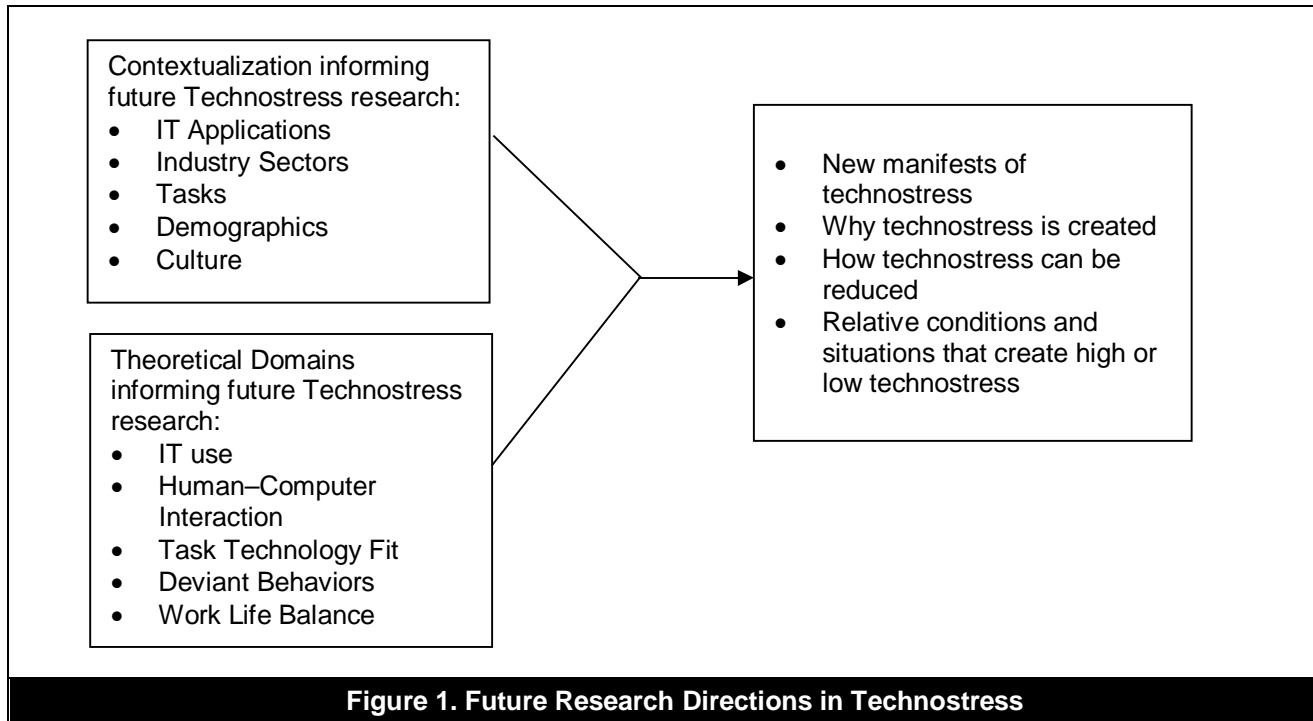 Contextualization informing
future Technostress research:
• IT Applications
• Industry Sectors
• Tasks
• Demographics
• Culture
Theoretical Domains
informing future Technostress
research:
• IT use
• Human–Computer
Interaction
• Task Technology Fit
• Deviant Behaviors
• Work Life Balance
• New manifests of
technostress
• Why technostress is created
• How technostress can be
reduced
• Relative conditions and
situations that create high or
low technostress
Figure 1. Future Research Directions in Technostress